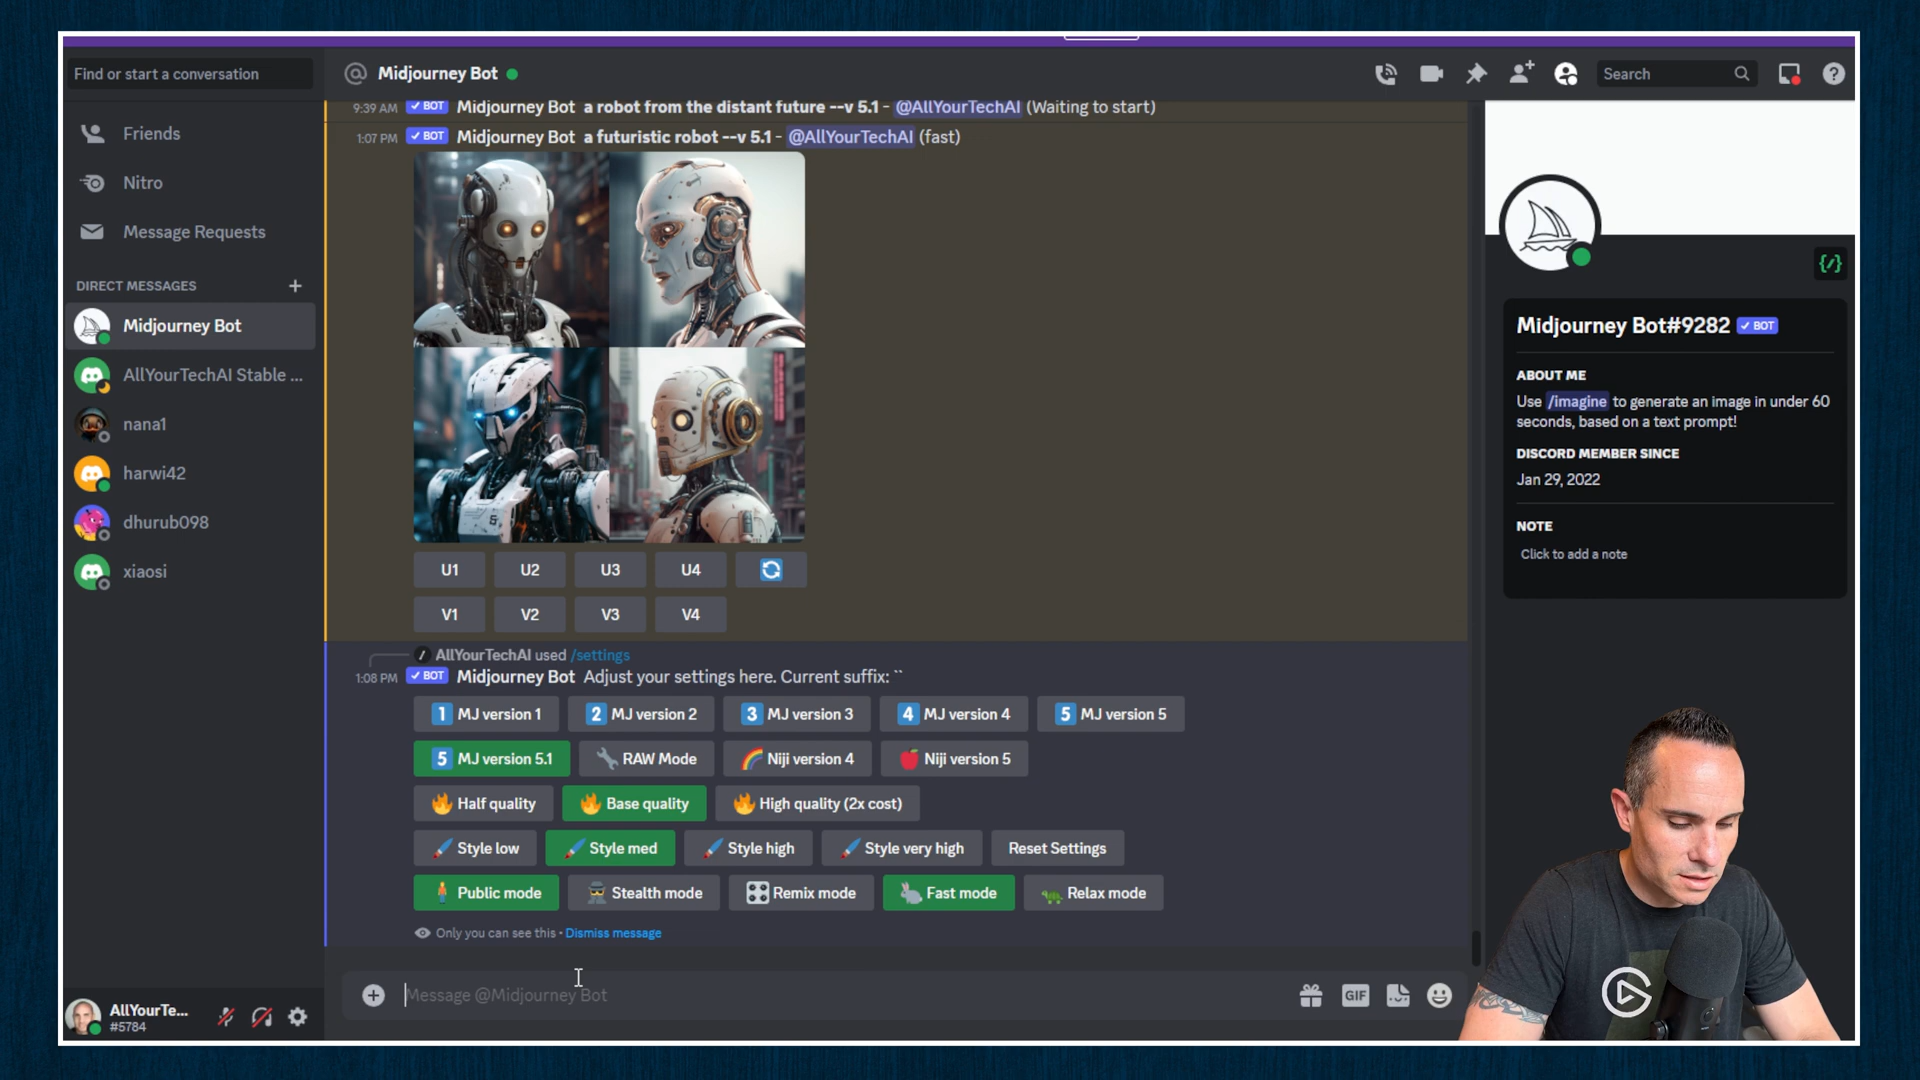 Find or start a conversation
Midjourney Bot
Search
Friends
Nitro
Message Requests
DIRECT MESSAGES
Midjourney Bot
AllYourTechAI Stable ...
nana1
harwi42
dhurub098
xiaosi
AllYourTe...
#5784
9:39 AM BOT Midjourney Bot a robot from the distant future --v 5.1 - @AllYourTechAI (Waiting to start)
1:07 PM BOT Midjourney Bot a futuristic robot --v 5.1 - @AllYourTechAI (fast)
U1 U2 U3 U4
V1 V2 V3 V4
AllYourTechAI used /settings
1:08 PM BOT Midjourney Bot Adjust your settings here. Current suffix: ``
1 MJ version 1 2 MJ version 2 3 MJ version 3 4 MJ version 4 5 MJ version 5
5 MJ version 5.1 RAW Mode Niji version 4 Niji version 5
Half quality Base quality High quality (2x cost)
Style low Style med Style high Style very high Reset Settings
Public mode Stealth mode Remix mode Fast mode Relax mode
Only you can see this • Dismiss message
Message @Midjourney Bot
GIF
Midjourney Bot#9282 BOT
ABOUT ME
Use /imagine to generate an image in under 60
seconds, based on a text prompt!
DISCORD MEMBER SINCE
Jan 29, 2022
NOTE
Click to add a note